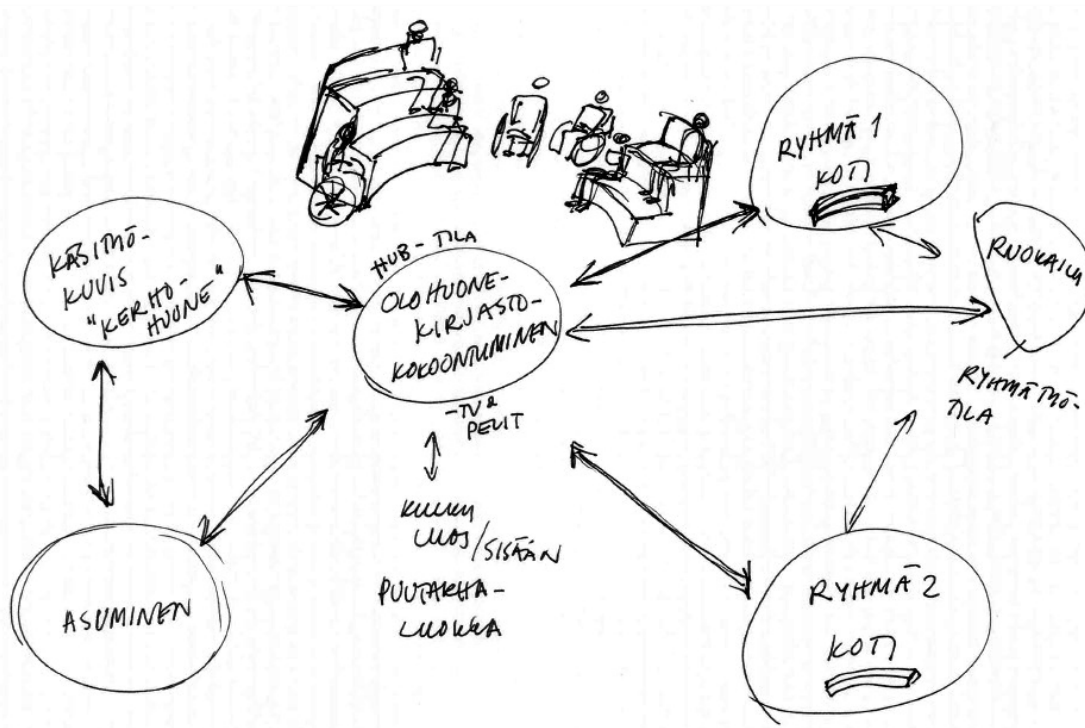 RYHMÄ 1
KOTI
KÄSITYÖ-
KUVIS
"KERHO-
HUONE"
HUB-TILA
OLOHUONE-
KIRJASTO-
KOKOONTUMINEN
-TV &
PELIT
KULKU
ULOS/SISÄÄN
PUUTARHA-
LUOKKA
RUOKAILU
RYHMÄTYÖ-
TILA
ASUMINEN
RYHMÄ 2
KOTI